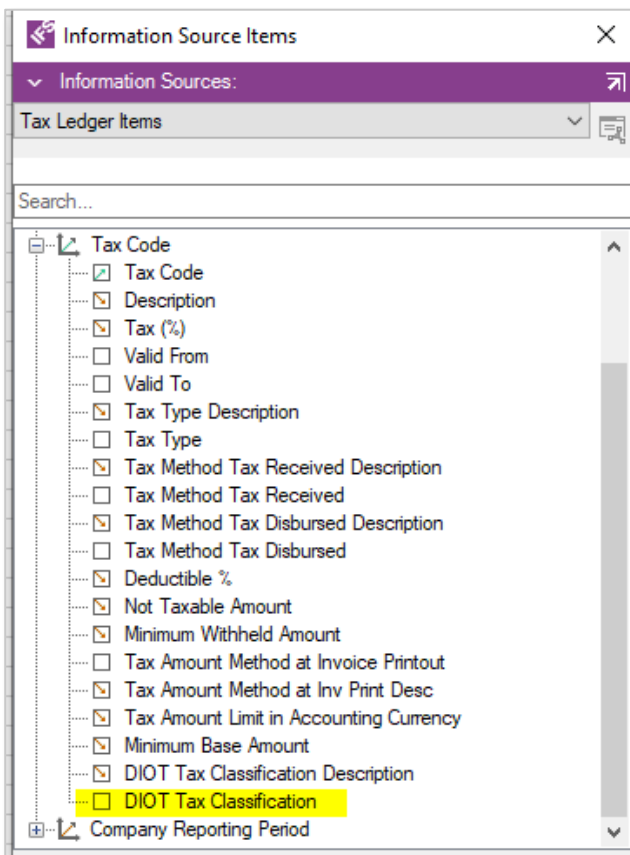 IFS Information Source Items
Information Sources:
Tax Ledger Items
Search...
Tax Code
Tax Code
Description
Tax (%)
Valid From
Valid To
Tax Type Description
Tax Type
Tax Method Tax Received Description
Tax Method Tax Received
Tax Method Tax Disbursed Description
Tax Method Tax Disbursed
Deductible %
Not Taxable Amount
Minimum Withheld Amount
Tax Amount Method at Invoice Printout
Tax Amount Method at Inv Print Desc
Tax Amount Limit in Accounting Currency
Minimum Base Amount
DIOT Tax Classification Description
DIOT Tax Classification
Company Reporting Period